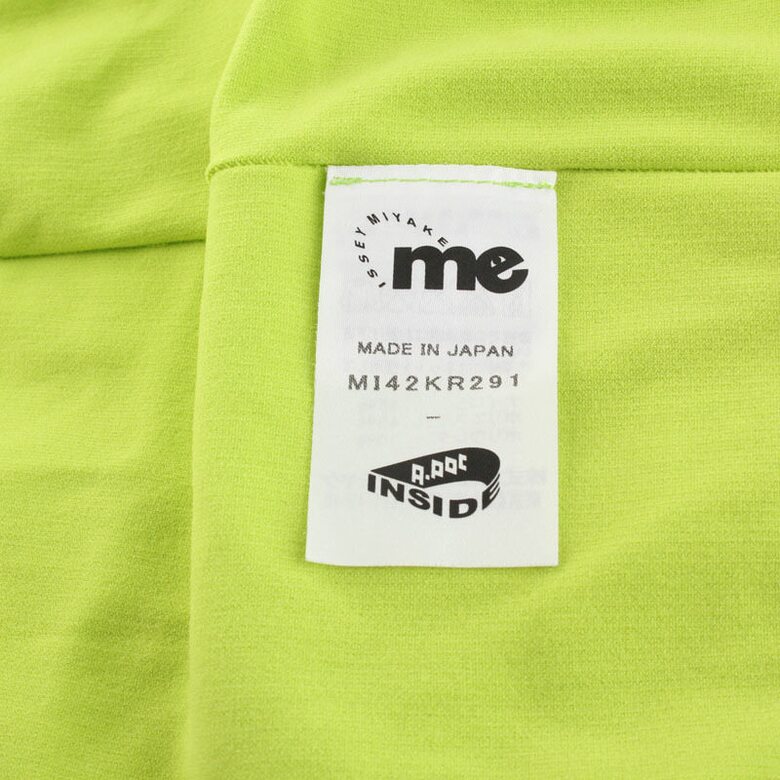 ISSEY MIYAKE
me
MADE IN JAPAN
MI42KR291
–
A.POC
INSIDE